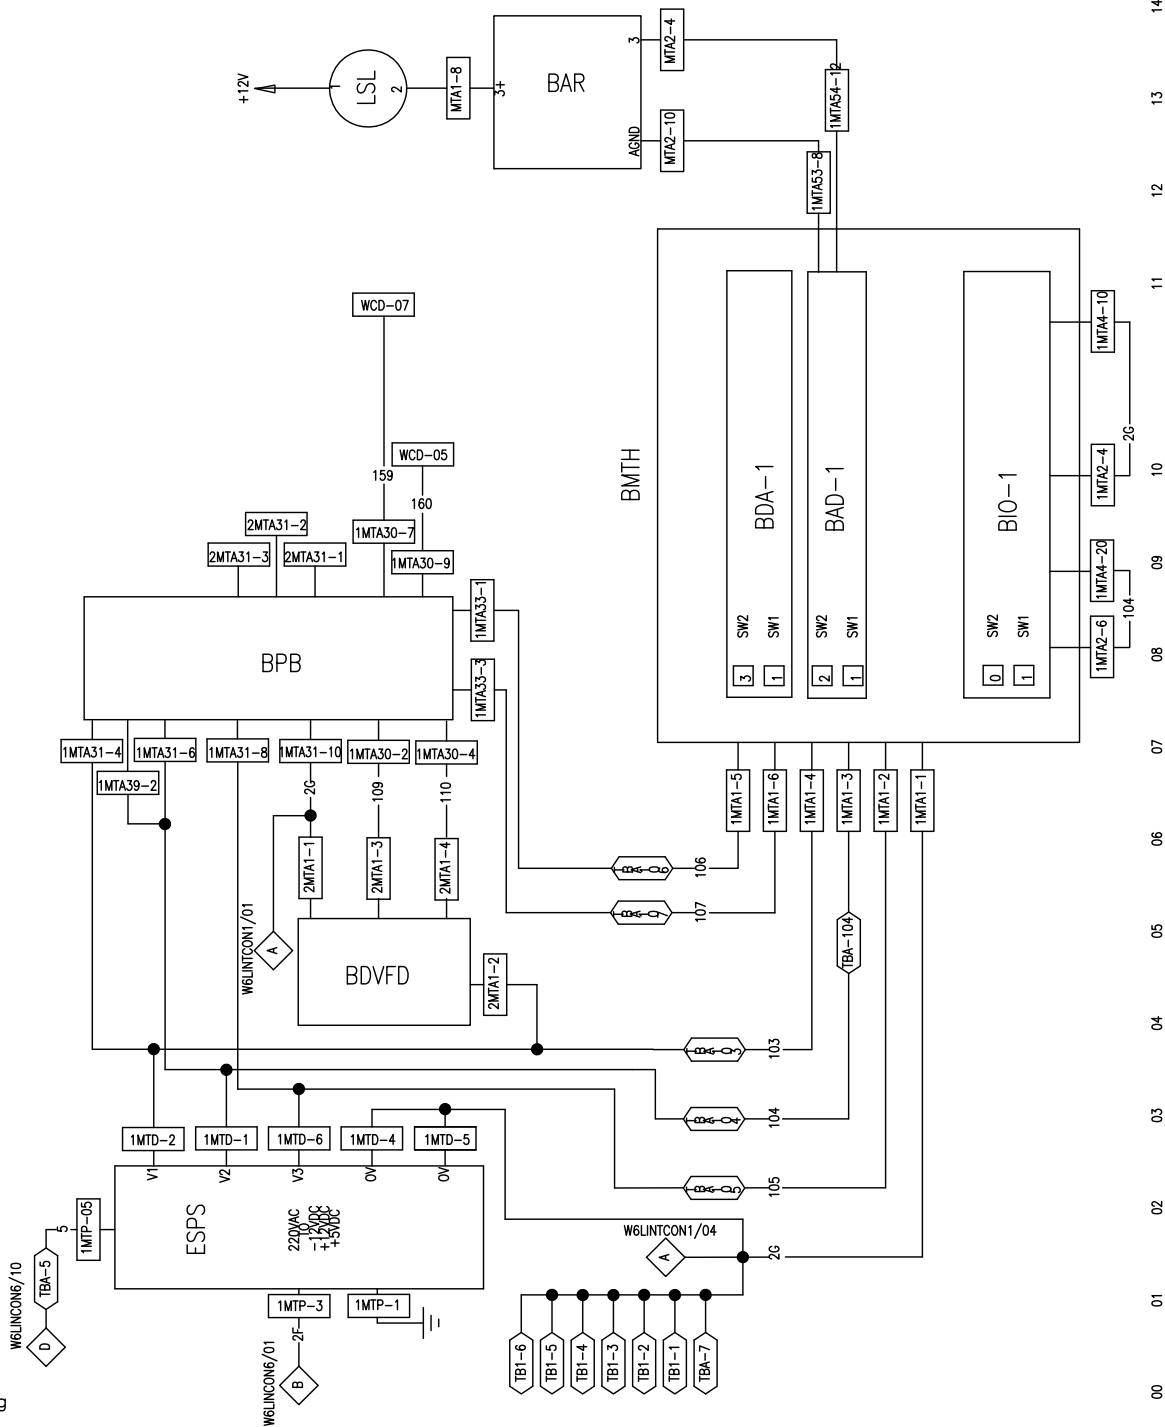 14
13
12
11
10
09
08
07
06
05
04
03
02
01
00
+12V
1
LSL
2
MTA1-8
3+
BAR
3
AGND
MTA2-4
MTA2-10
1MTA54-12
1MTA53-8
BMTH
BDA-1
SW2
SW1
3
1
BAD-1
SW2
SW1
2
1
BIO-1
SW2
SW1
0
1
1MTA4-10
2G
1MTA2-4
1MTA4-20
104
1MTA2-6
WCD-07
159
WCD-05
160
2MTA31-2
2MTA31-3
2MTA31-1
1MTA30-7
1MTA30-9
1MTA33-1
1MTA33-3
BPB
1MTA31-4
1MTA39-2
1MTA31-6
1MTA31-8
1MTA31-10
1MTA30-2
1MTA30-4
2G
109
110
2MTA1-1
2MTA1-3
2MTA1-4
W6LINTCON1/01
A
BDVFD
2MTA1-2
1MTA1-5
1MTA1-6
1MTA1-4
1MTA1-3
1MTA1-2
1MTA1-1
106
107
TBA-104
103
104
105
1MTD-2
1MTD-1
1MTD-6
1MTD-4
1MTD-5
V1
V2
V3
0V
0V
ESPS
220VAC
TO
-12VDC
+12VDC
+5VDC
1MTP-05
5
TBA-5
W6LINCON6/10
D
1MTP-3
1MTP-1
2F
W6LINCON6/01
B
W6LINTCON1/04
A
2G
TB1-6
TB1-5
TB1-4
TB1-3
TB1-2
TB1-1
TBA-7